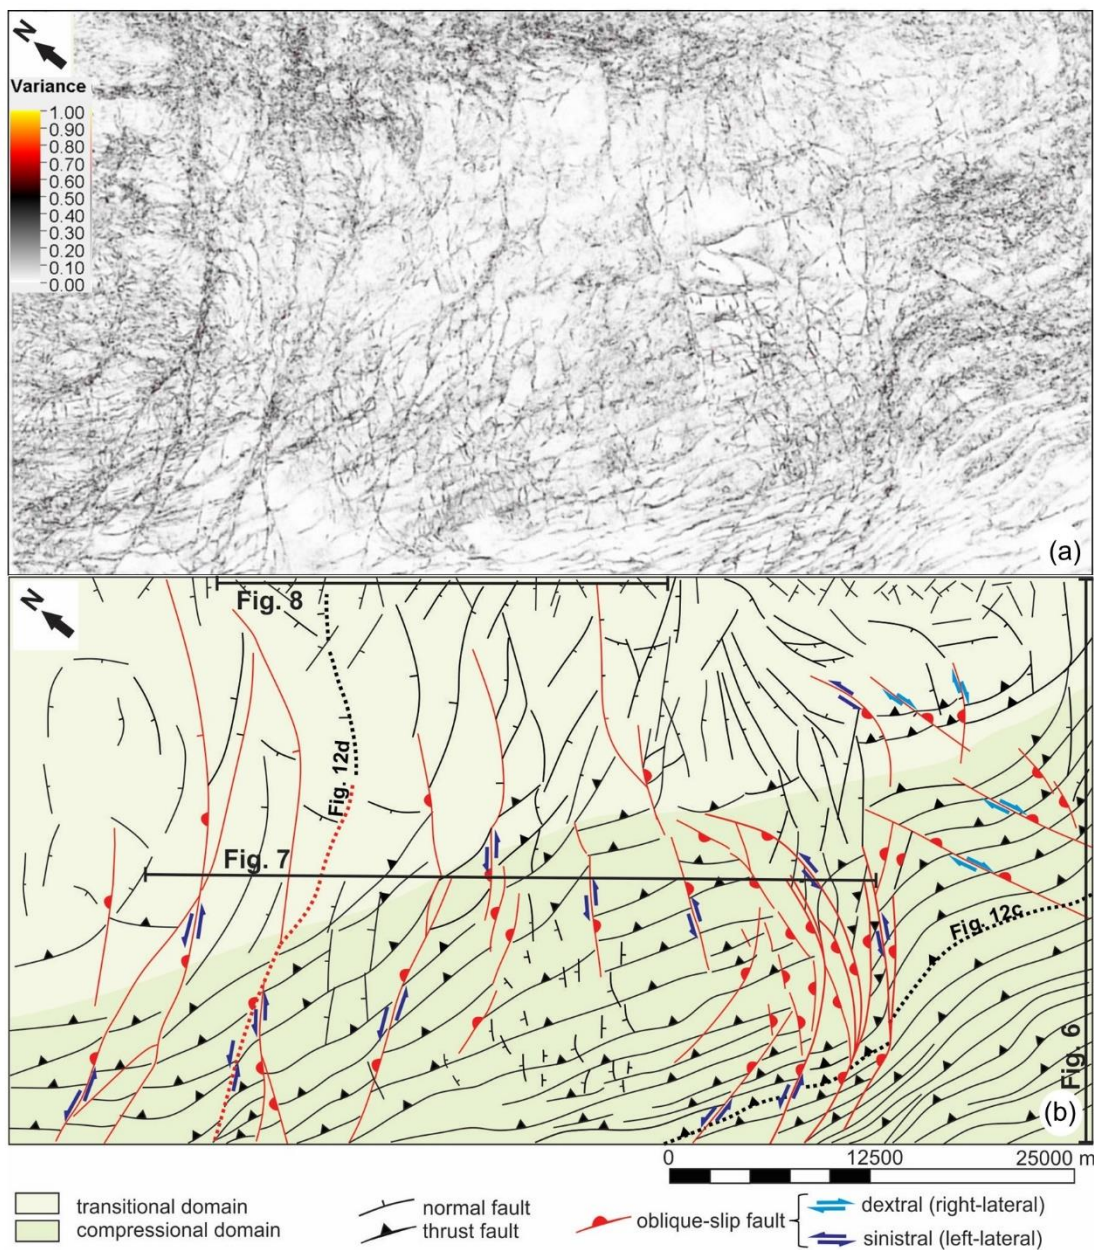 N
Variance
1.00
0.90
0.80
0.70
0.60
0.50
0.40
0.30
0.20
0.10
0.00
(a)
N
Fig. 8
Fig. 12d
Fig. 7
Fig. 12c
Fig. 6
(b)
0 12500 25000 m
transitional domain
compressional domain
normal fault
thrust fault
oblique-slip fault
dextral (right-lateral)
sinistral (left-lateral)